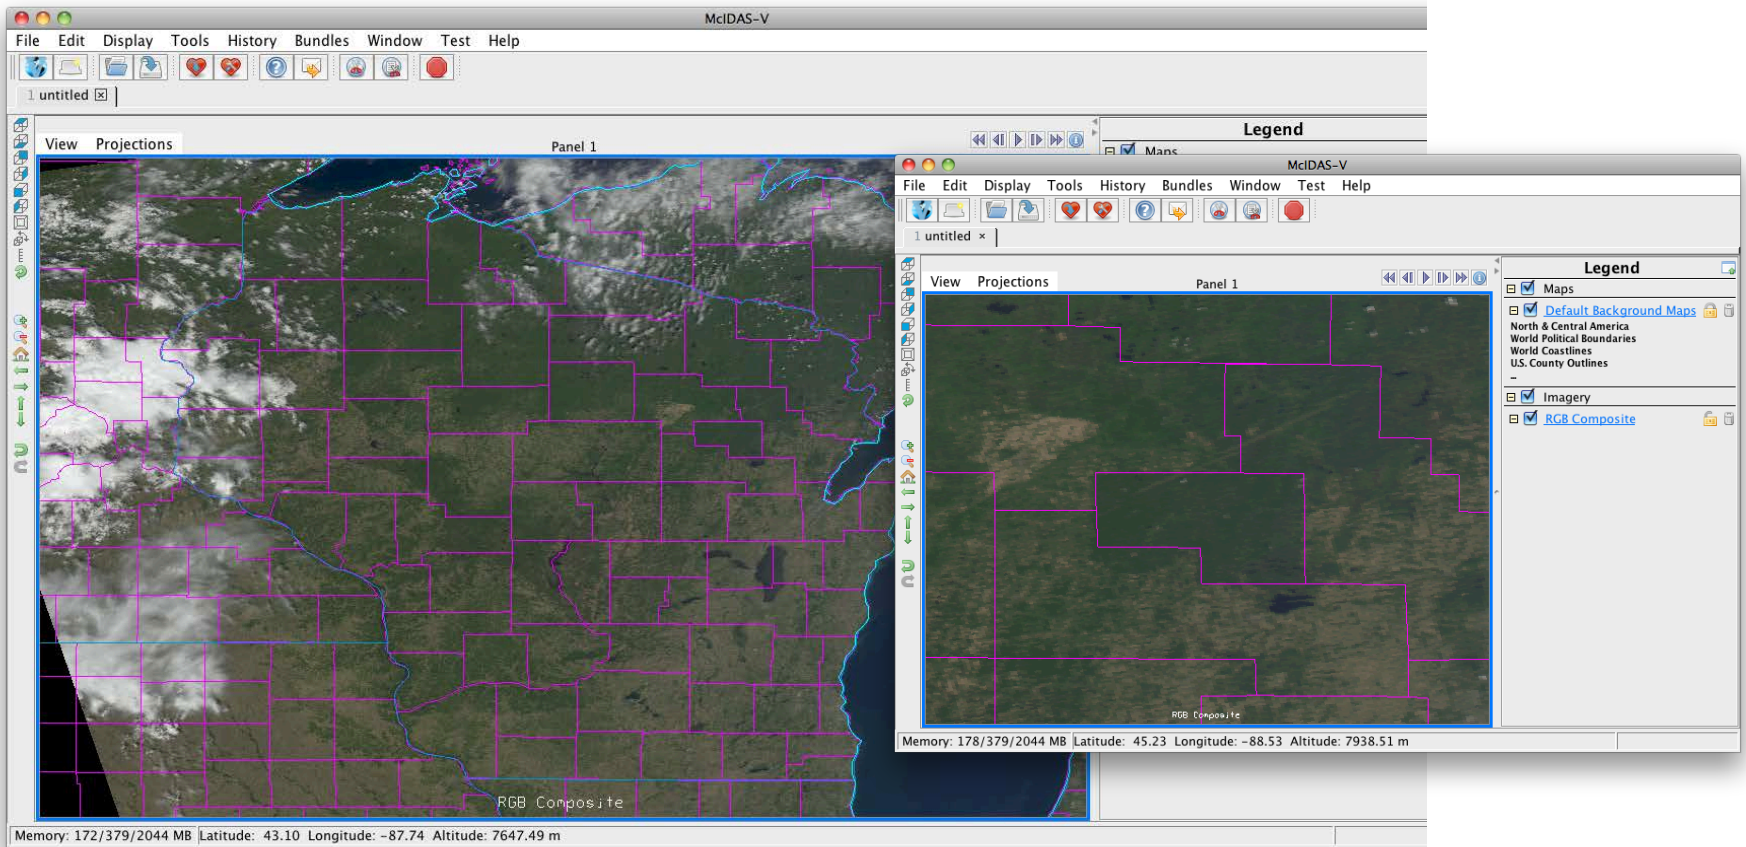 McIDAS-V
File Edit Display Tools History Bundles Window Test Help
1 untitled
View Projections
Panel 1
Legend
Maps
RGB Composite
Memory: 172/379/2044 MB Latitude: 43.10 Longitude: -87.74 Altitude: 7647.49 m
McIDAS-V
File Edit Display Tools History Bundles Window Test Help
1 untitled ×
View Projections
Panel 1
Legend
Maps
Default Background Maps
North & Central America
World Political Boundaries
World Coastlines
U.S. County Outlines
--
Imagery
RGB Composite
RGB Composite
Memory: 178/379/2044 MB Latitude: 45.23 Longitude: -88.53 Altitude: 7938.51 m